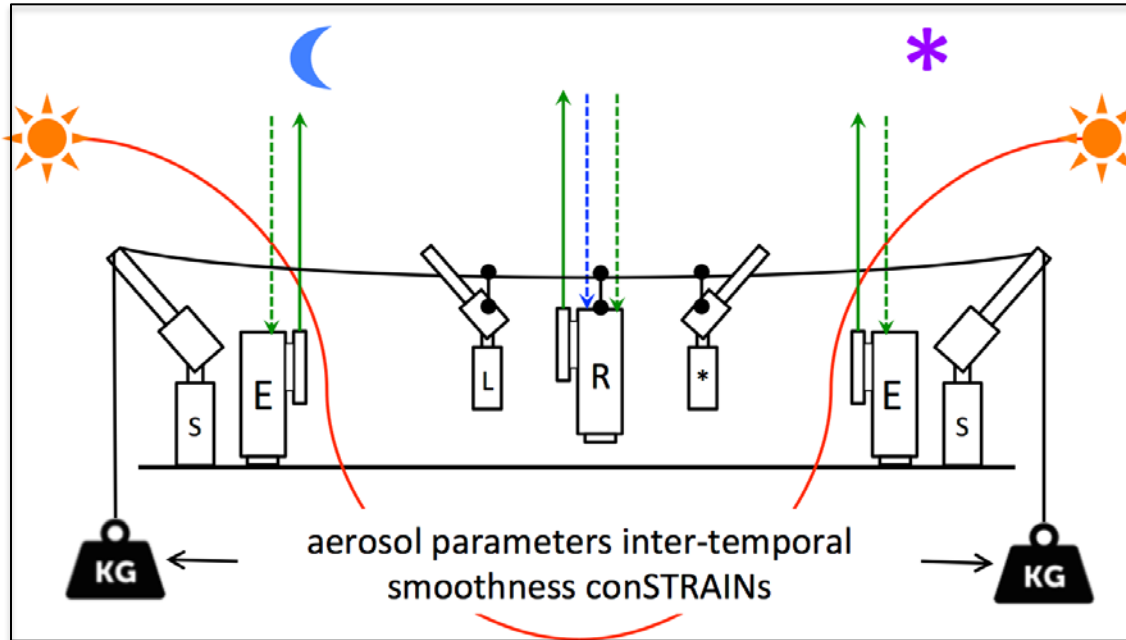 L
R
*
E
E
S
S
aerosol parameters inter-temporal
smoothness conSTRAINs
KG
KG